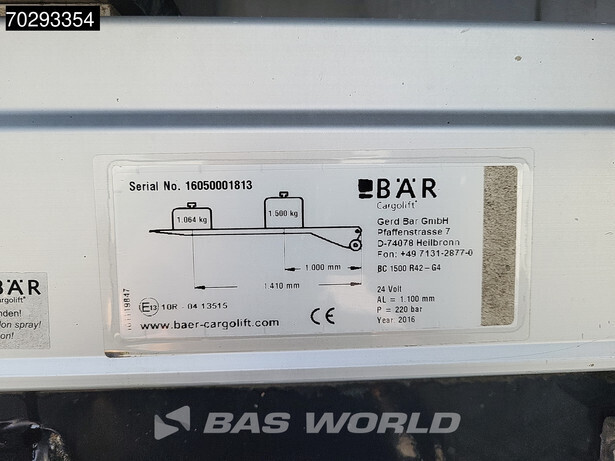 70293354
Serial No. 16050001813
BÄR
Cargolift
Gerd Bär GmbH
Pfaffenstrasse 7
D-74078 Heilbronn
Fon: +49 7131-2877-0
BC 1500 R42-G4
24 Volt
AL = 1.100 mm
P = 220 bar
Year: 2016
1.064 kg
1.500 kg
1.000 mm
1.410 mm
E13 10R - 04 13515
www.baer-cargolift.com
CE
BÄR
Cargolift
nden!
on spray!
on!
BAS WORLD